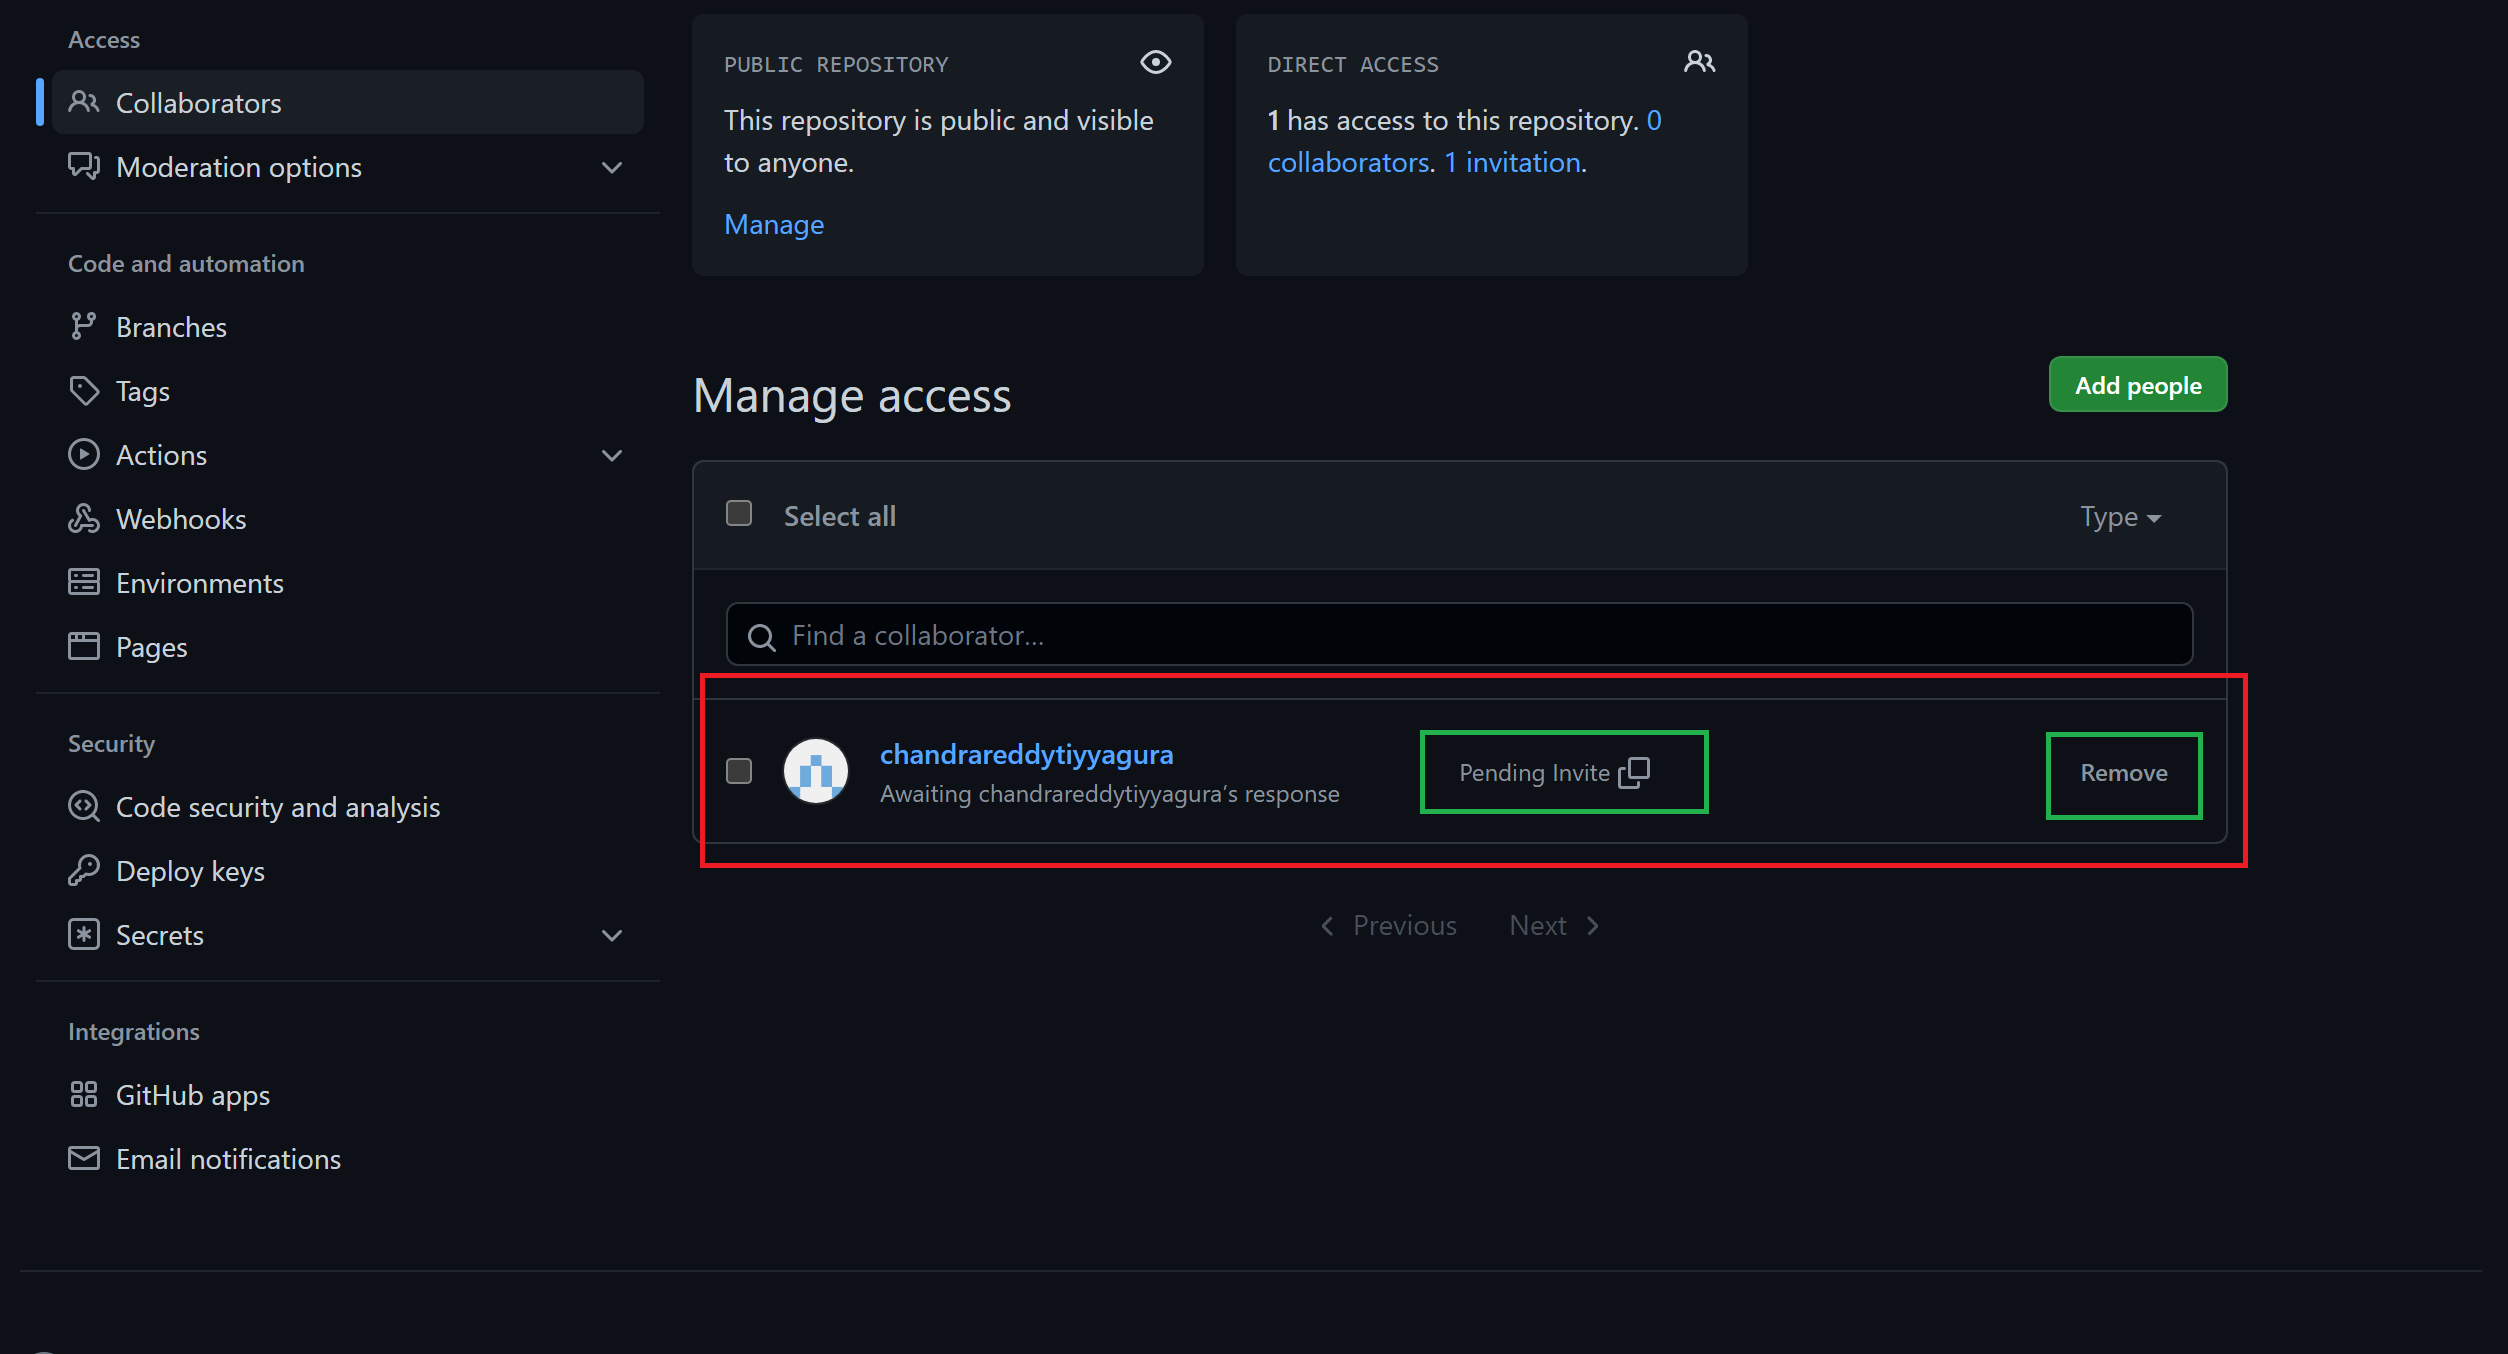 Access
Collaborators
Moderation options
Code and automation
Branches
Tags
Actions
Webhooks
Environments
Pages
Security
Code security and analysis
Deploy keys
Secrets
Integrations
GitHub apps
Email notifications
PUBLIC REPOSITORY
This repository is public and visible
to anyone.
Manage
DIRECT ACCESS
1 has access to this repository. 0
collaborators. 1 invitation.
Manage access
Add people
Select all
Type
Find a collaborator...
chandrareddytiyyagura
Awaiting chandrareddytiyyagura’s response
Pending Invite
Remove
Previous
Next